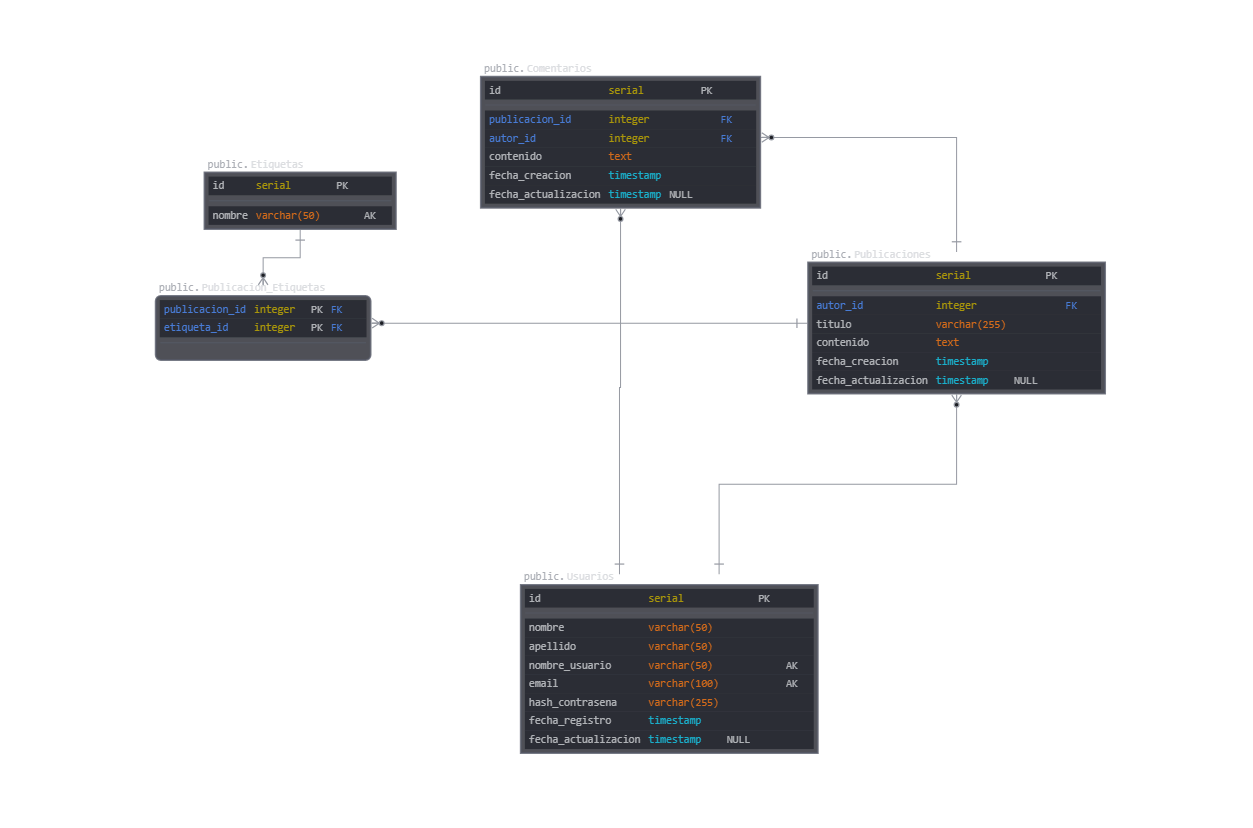 public.Comentarios
id serial PK
publicacion_id integer FK
autor_id integer FK
contenido text
fecha_creacion timestamp
fecha_actualizacion timestamp NULL
public.Etiquetas
id serial PK
nombre varchar(50) AK
public.Publicacion_Etiquetas
publicacion_id integer PK FK
etiqueta_id integer PK FK
public.Publicaciones
id serial PK
autor_id integer FK
titulo varchar(255)
contenido text
fecha_creacion timestamp
fecha_actualizacion timestamp NULL
public.Usuarios
id serial PK
nombre varchar(50)
apellido varchar(50)
nombre_usuario varchar(50) AK
email varchar(100) AK
hash_contrasena varchar(255)
fecha_registro timestamp
fecha_actualizacion timestamp NULL